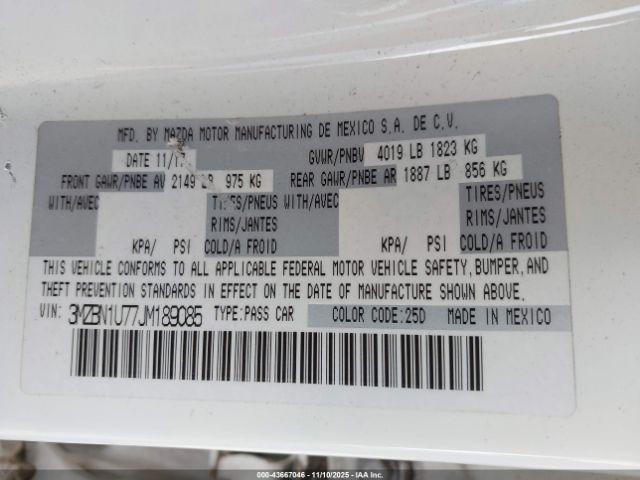 MFD. BY MAZDA MOTOR MANUFACTURING DE MEXICO S.A. DE C.V.
DATE 11/17 GVWR/PNBV 4019 LB 1823 KG
FRONT GAWR/PNBE AV 2149 LB 975 KG REAR GAWR/PNBE AR 1887 LB 856 KG
WITH/AVEC TIRES/PNEUS WITH/AVEC TIRES/PNEUS
RIMS/JANTES RIMS/JANTES
KPA/ PSI COLD/A FROID KPA/ PSI COLD/A FROID
THIS VEHICLE CONFORMS TO ALL APPLICABLE FEDERAL MOTOR VEHICLE SAFETY, BUMPER, AND
THEFT PREVENTION STANDARDS IN EFFECT ON THE DATE OF MANUFACTURE SHOWN ABOVE.
VIN: 3MZBN1U77JM189085 TYPE:PASS CAR COLOR CODE:25D MADE IN MEXICO
000-43667046 - 11/10/2025 - IAA Inc.